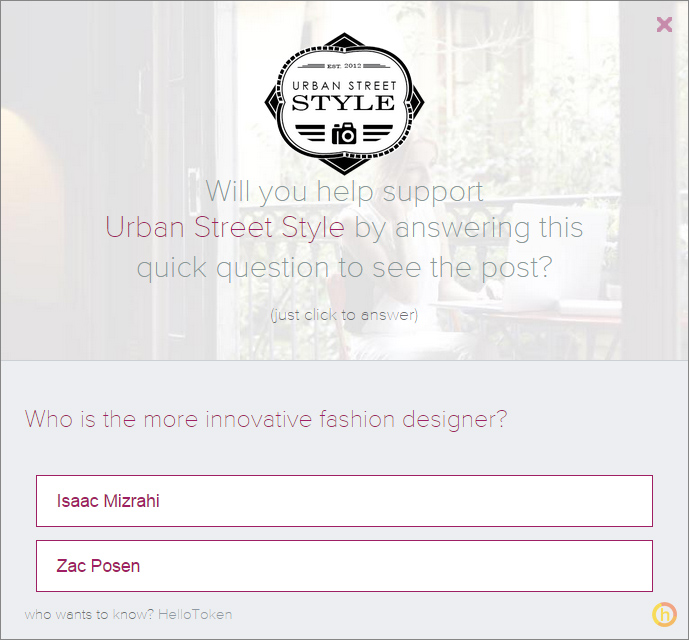 EST. 2012
URBAN STREET
STYLE
Will you help support
Urban Street Style by answering this
quick question to see the post?
(just click to answer)
Who is the more innovative fashion designer?
Isaac Mizrahi
Zac Posen
who wants to know? HelloToken
h